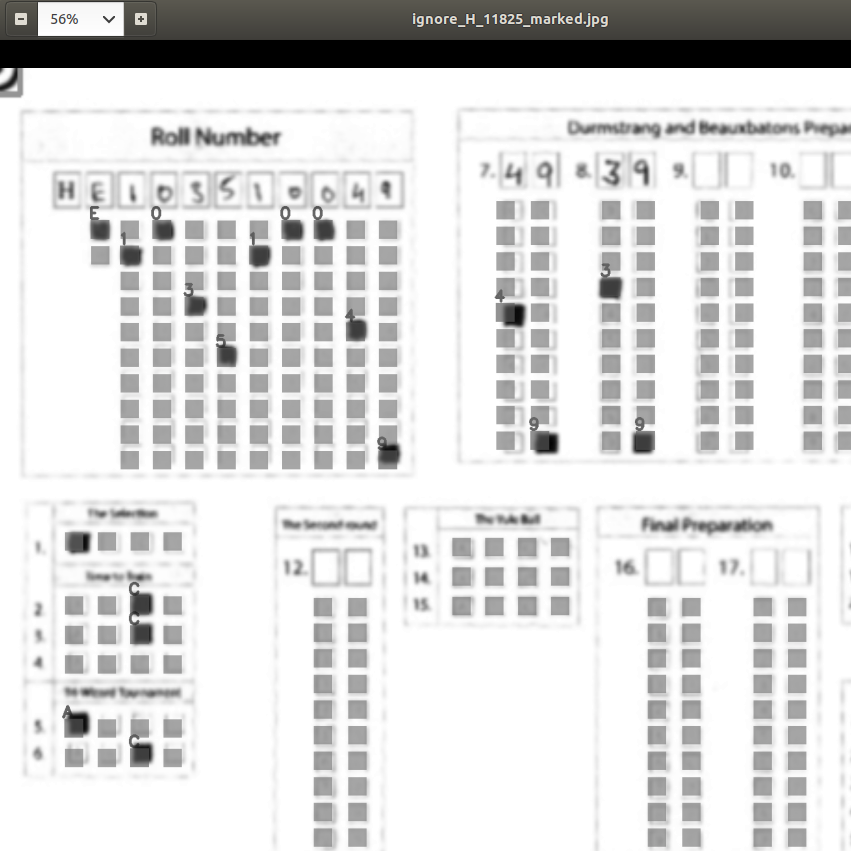 56%
ignore_H_11825_marked.jpg
Roll Number
H E 1 0 3 5 1 0 0 4 9
E 0 0 0
1 1
3
4
5
9
Durmstrang and Beauxbatons Prepar
7. 4 9 8. 3 9 9. 10.
3
4
9 9
The Selection
1.
Time to Train
C
2.
C
3.
4.
Tri Wizard Tournament
A
5.
C
6.
The Second round
12.
The Yule Ball
13.
14.
15.
Final Preparation
16. 17.